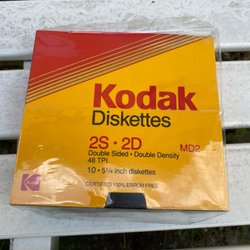 Kodak
Diskettes
2S · 2D
MD2
Double Sided · Double Density
48 TPI
10 · 5¼ inch diskettes
CERTIFIED 100% ERROR FREE